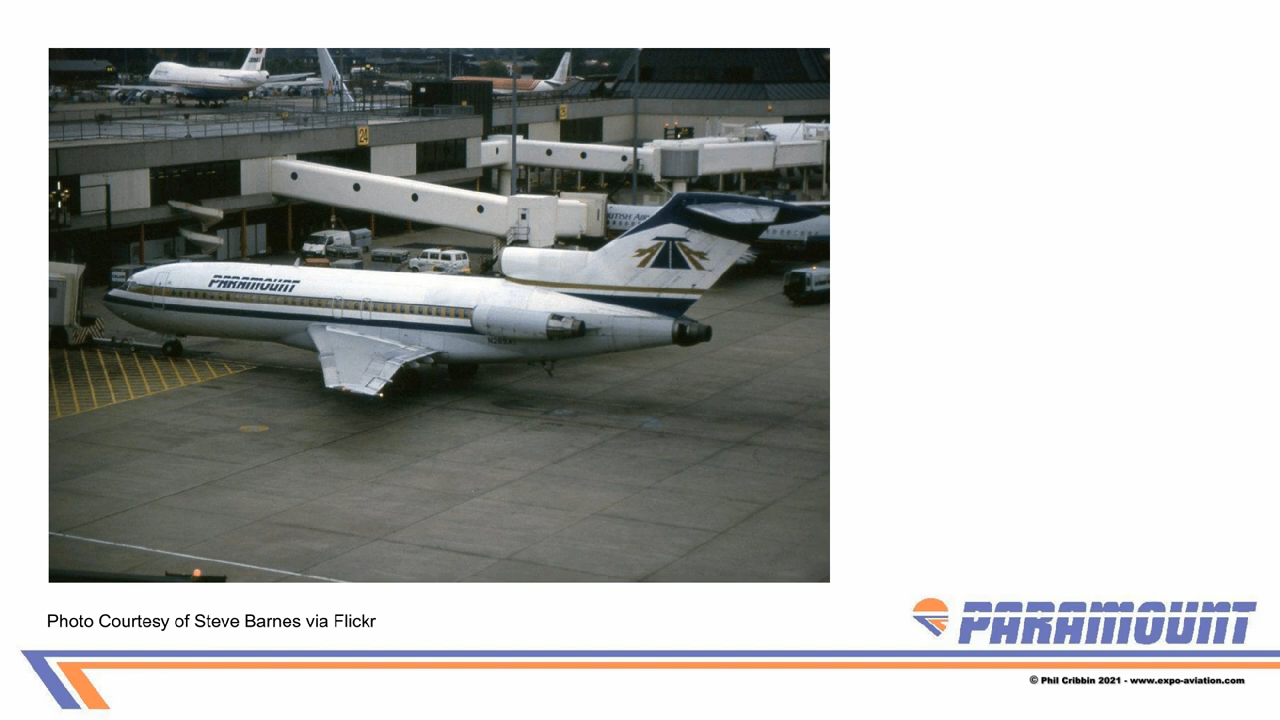 24
PARAMOUNT
Photo Courtesy of Steve Barnes via Flickr
PARAMOUNT
© Phil Cribbin 2021 - www.expo-aviation.com